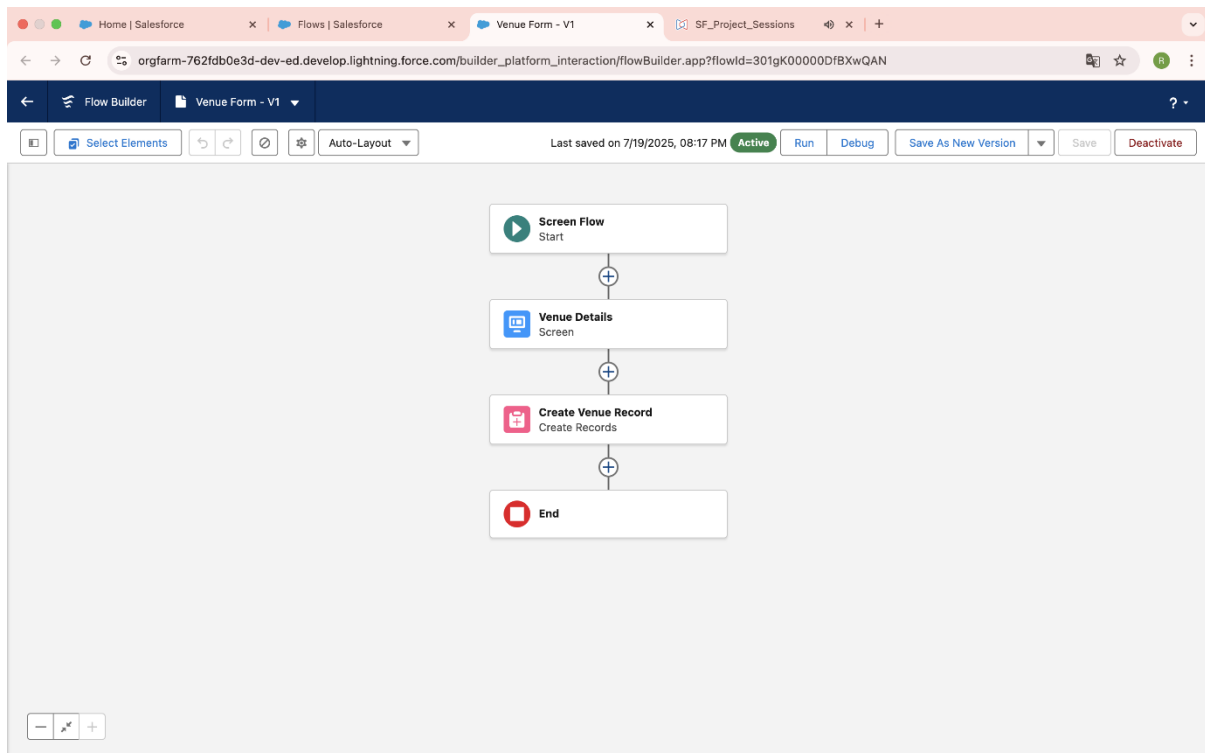 Home | Salesforce
Flows | Salesforce
Venue Form - V1
SF_Project_Sessions
orgfarm-762fdb0e3d-dev-ed.develop.lightning.force.com/builder_platform_interaction/flowBuilder.app?flowId=301gK00000DfBXwQAN
R
Flow Builder
Venue Form - V1
?
Select Elements
Auto-Layout
Last saved on 7/19/2025, 08:17 PM
Active
Run
Debug
Save As New Version
Save
Deactivate
Screen Flow
Start
Venue Details
Screen
Create Venue Record
Create Records
End